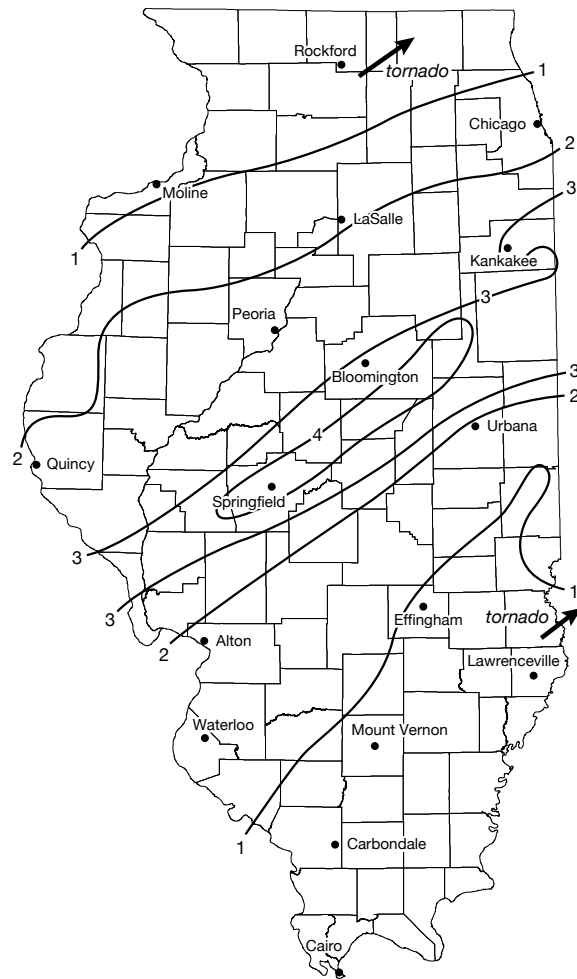 Rockford
tornado
1
Chicago
2
Moline
3
LaSalle
1
Kankakee
3
Peoria
Bloomington
3
2
4
Urbana
2
Quincy
Springfield
3
1
3
Effingham
tornado
2
Alton
Lawrenceville
Waterloo
Mount Vernon
1
Carbondale
Cairo